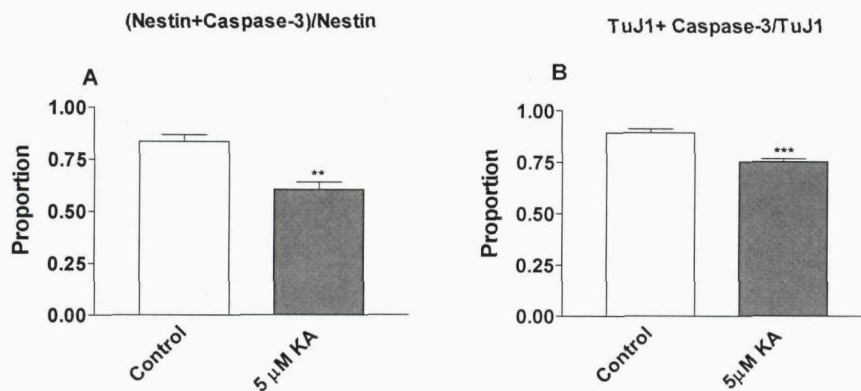 (Nestin+Caspase-3)/Nestin
A
Proportion
1.00
0.75
0.50
0.25
0.00
**
Control
5 µM KA
TuJ1+ Caspase-3/TuJ1
B
Proportion
1.00
0.75
0.50
0.25
0.00
***
Control
5µM KA